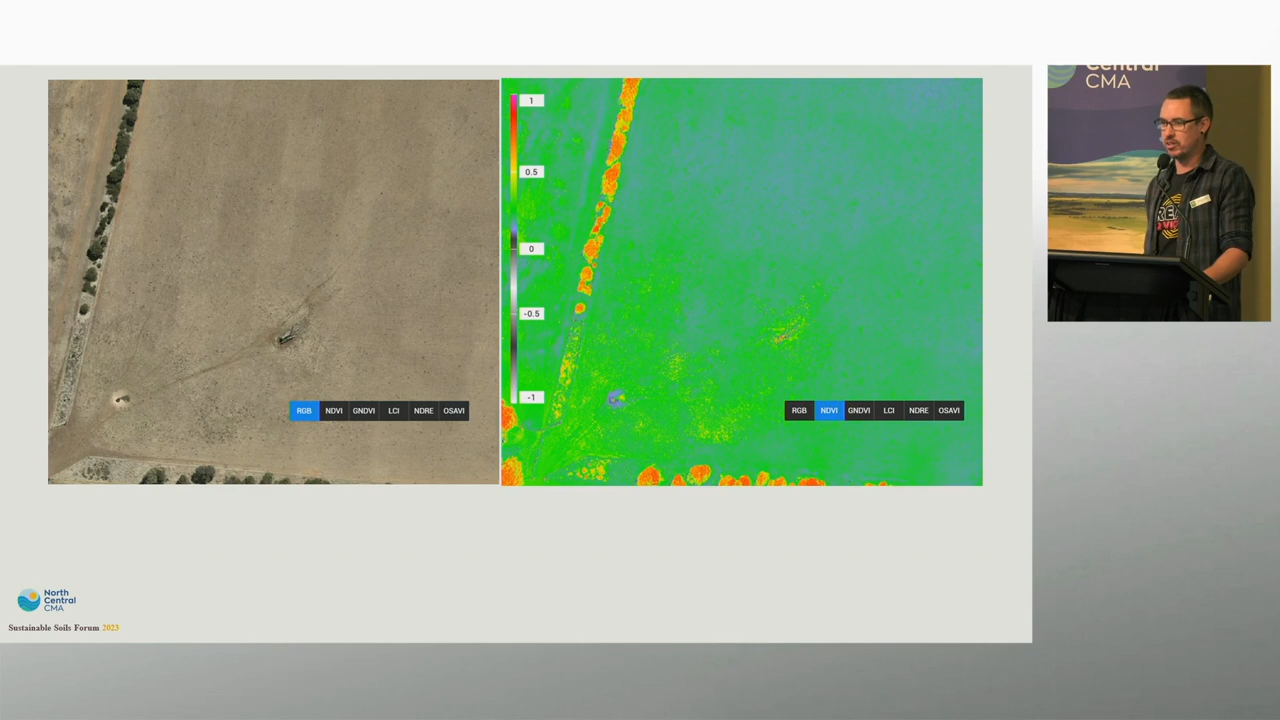 1
0.5
0
-0.5
-1
RGB NDVI GNDVI LCI NDRE OSAVI
RGB NDVI GNDVI LCI NDRE OSAVI
North
Central
CMA
Sustainable Soils Forum 2023
Central
CMA